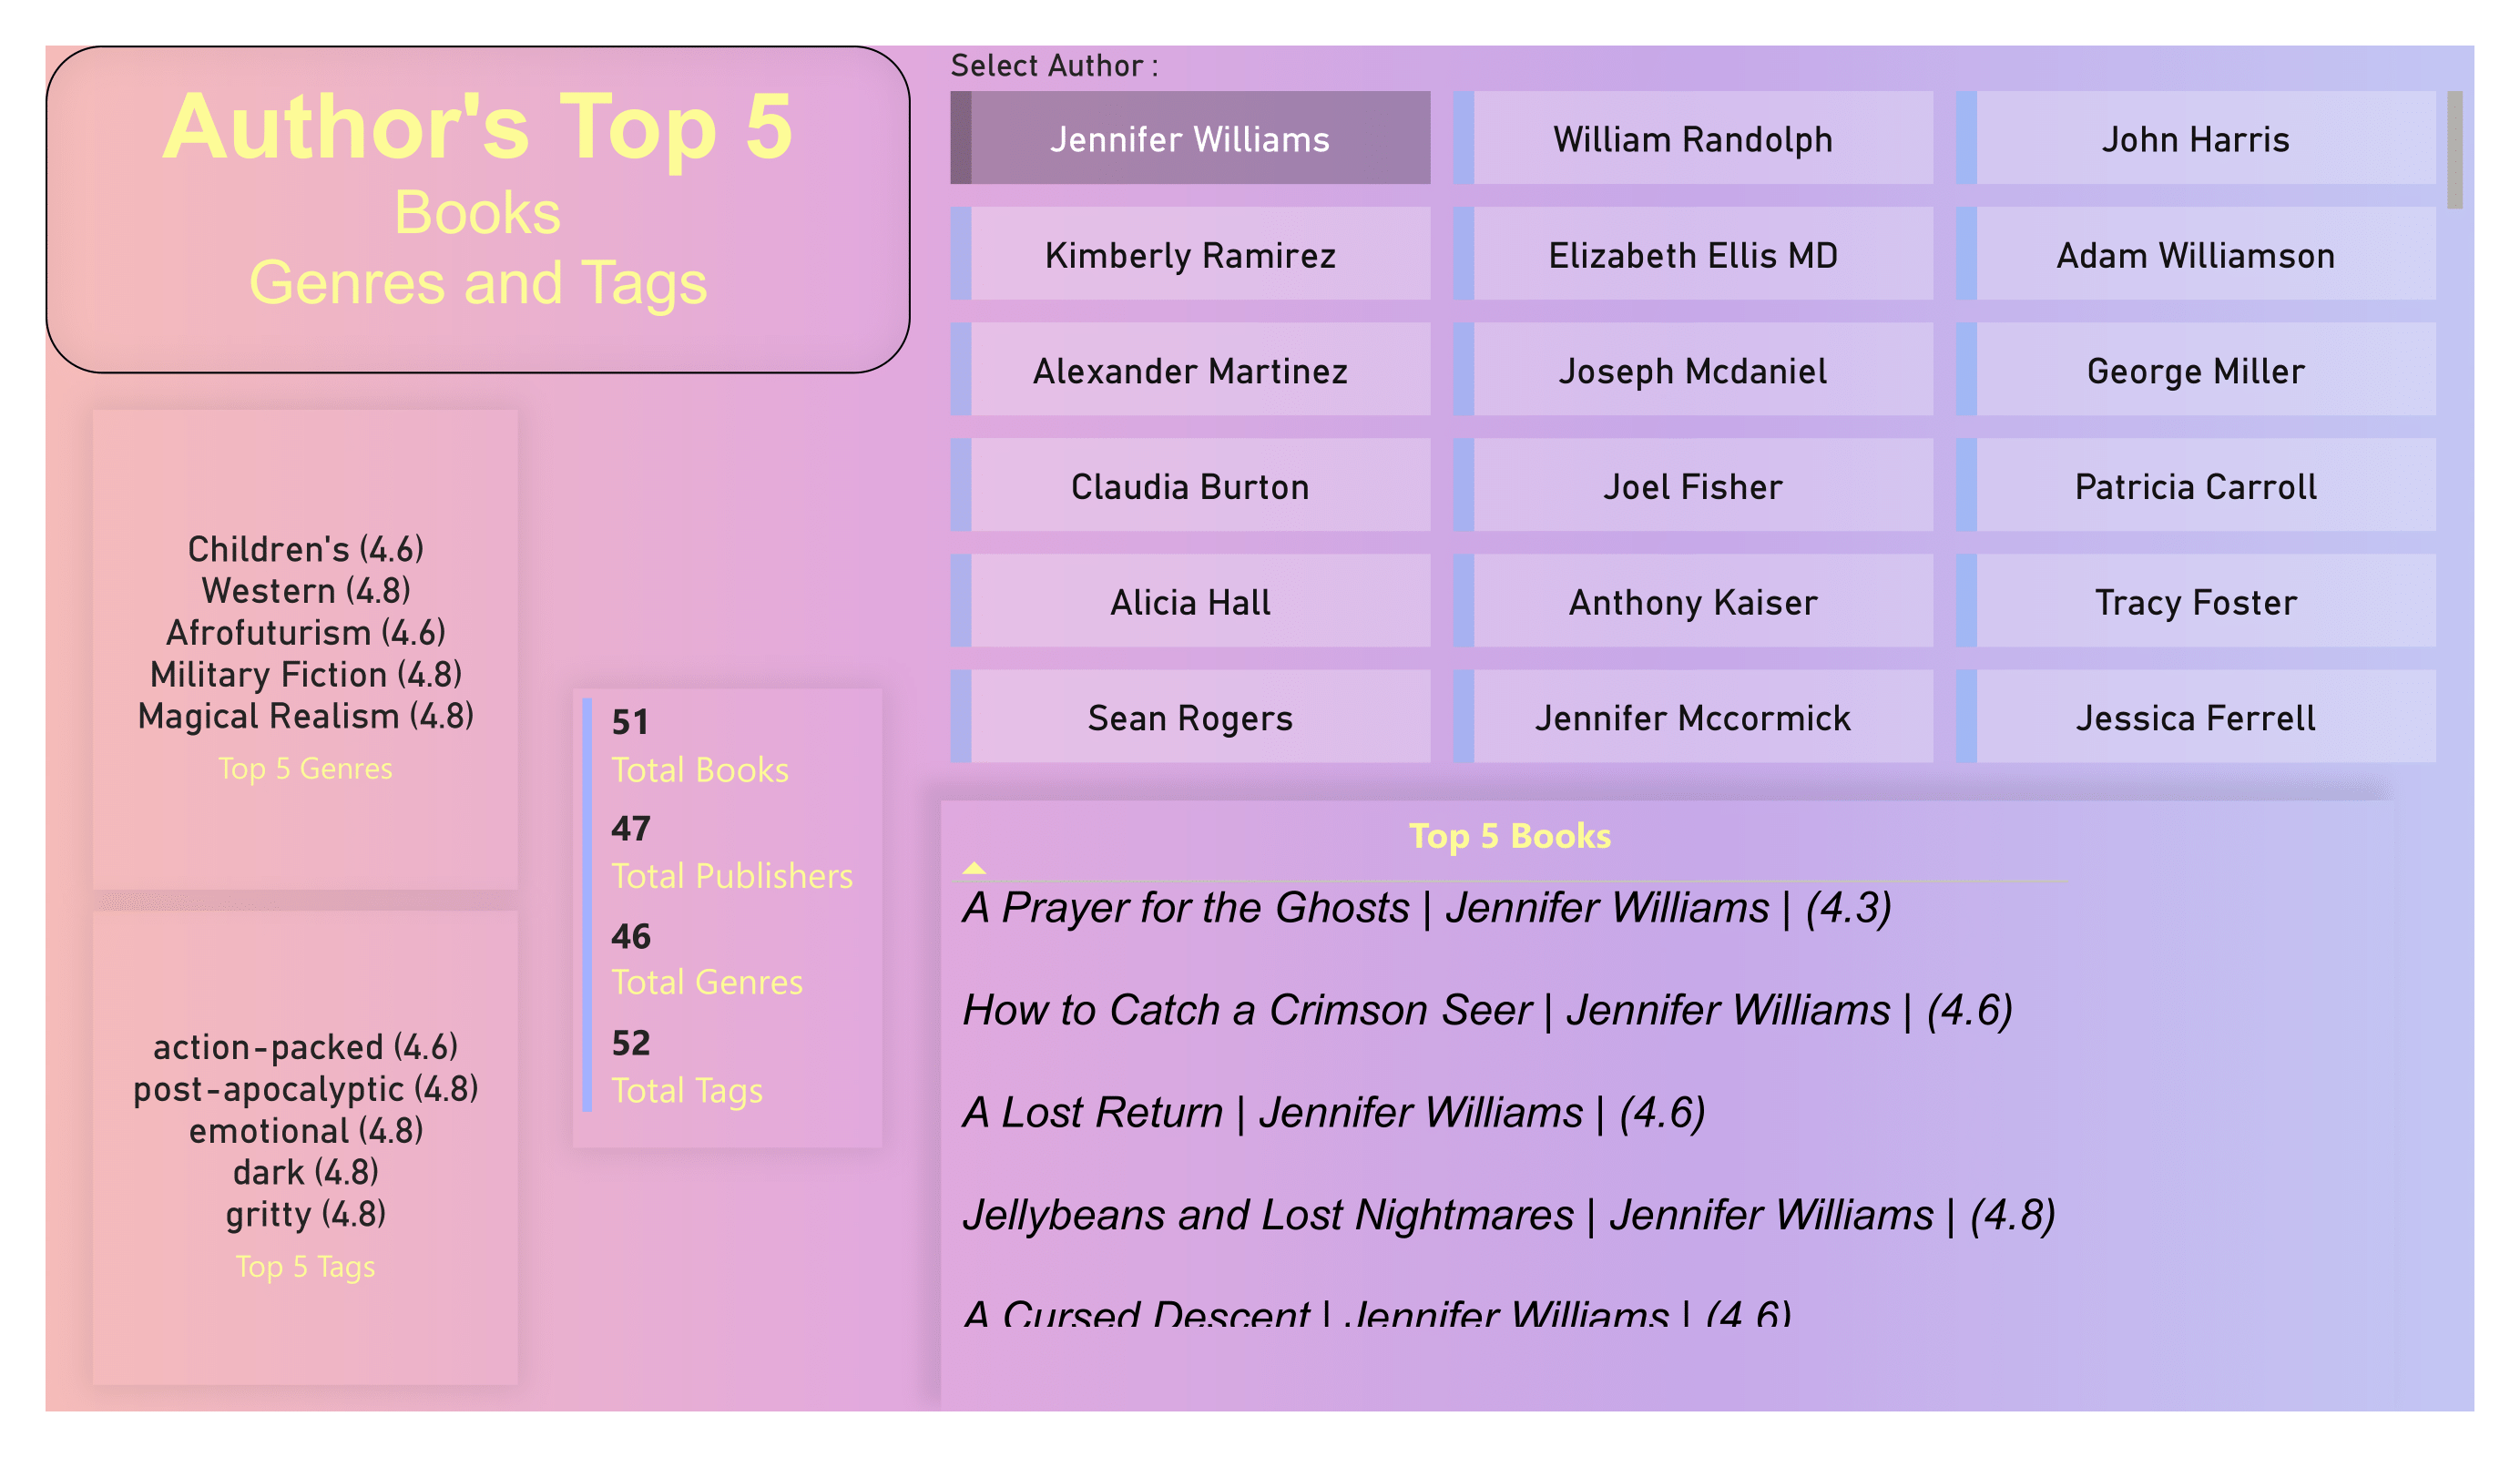 Author's Top 5
Books
Genres and Tags
Select Author :
Jennifer Williams
William Randolph
John Harris
Kimberly Ramirez
Elizabeth Ellis MD
Adam Williamson
Alexander Martinez
Joseph Mcdaniel
George Miller
Claudia Burton
Joel Fisher
Patricia Carroll
Alicia Hall
Anthony Kaiser
Tracy Foster
Sean Rogers
Jennifer Mccormick
Jessica Ferrell
Children's (4.6)
Western (4.8)
Afrofuturism (4.6)
Military Fiction (4.8)
Magical Realism (4.8)
Top 5 Genres
action-packed (4.6)
post-apocalyptic (4.8)
emotional (4.8)
dark (4.8)
gritty (4.8)
Top 5 Tags
51
Total Books
47
Total Publishers
46
Total Genres
52
Total Tags
Top 5 Books
A Prayer for the Ghosts | Jennifer Williams | (4.3)
How to Catch a Crimson Seer | Jennifer Williams | (4.6)
A Lost Return | Jennifer Williams | (4.6)
Jellybeans and Lost Nightmares | Jennifer Williams | (4.8)
A Cursed Descent | Jennifer Williams | (4.6)